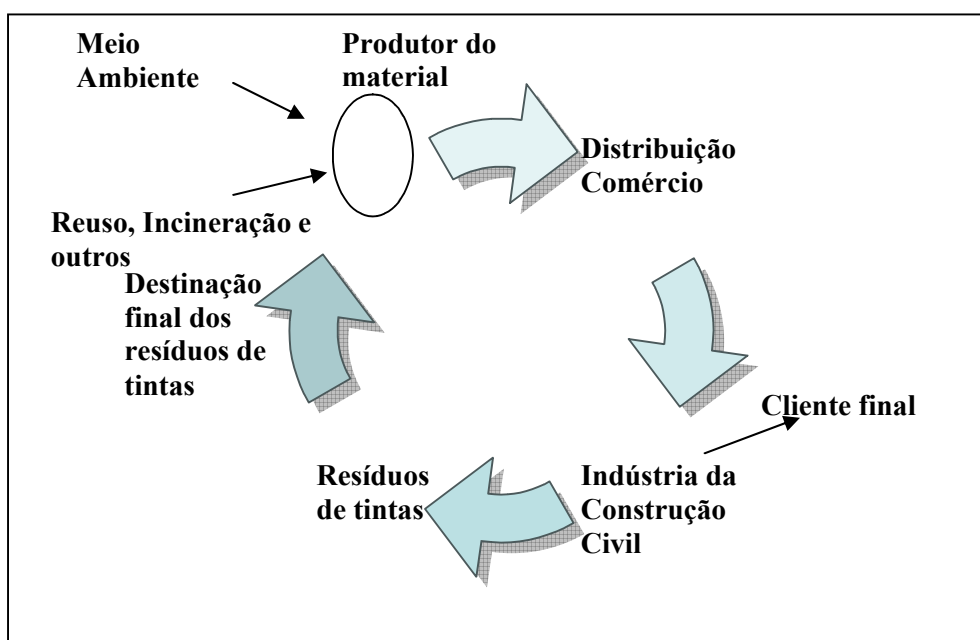 Meio
Ambiente
Produtor do
material
Distribuição
Comércio
Reuso, Incineração e
outros
Destinação
final dos
resíduos de
tintas
Cliente final
Resíduos
de tintas
Indústria da
Construção
Civil